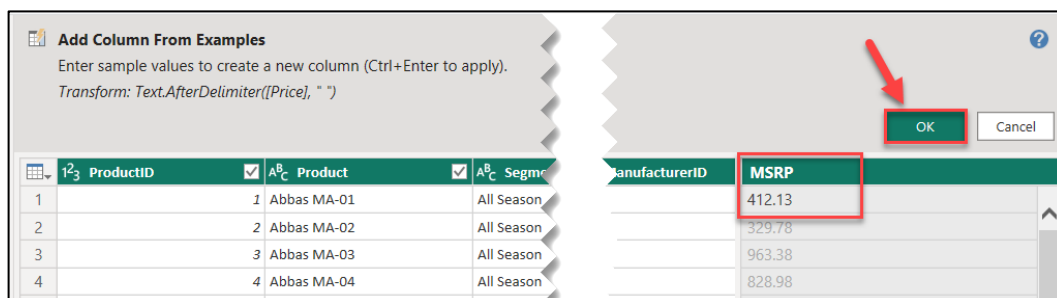 Add Column From Examples
Enter sample values to create a new column (Ctrl+Enter to apply).
Transform: Text.AfterDelimiter([Price], " ")
OK Cancel
1²3 ProductID ABC Product ABC Segme anufacturerID MSRP
1 1 Abbas MA-01 All Season 412.13
2 2 Abbas MA-02 All Season 329.78
3 3 Abbas MA-03 All Season 963.38
4 4 Abbas MA-04 All Season 828.98